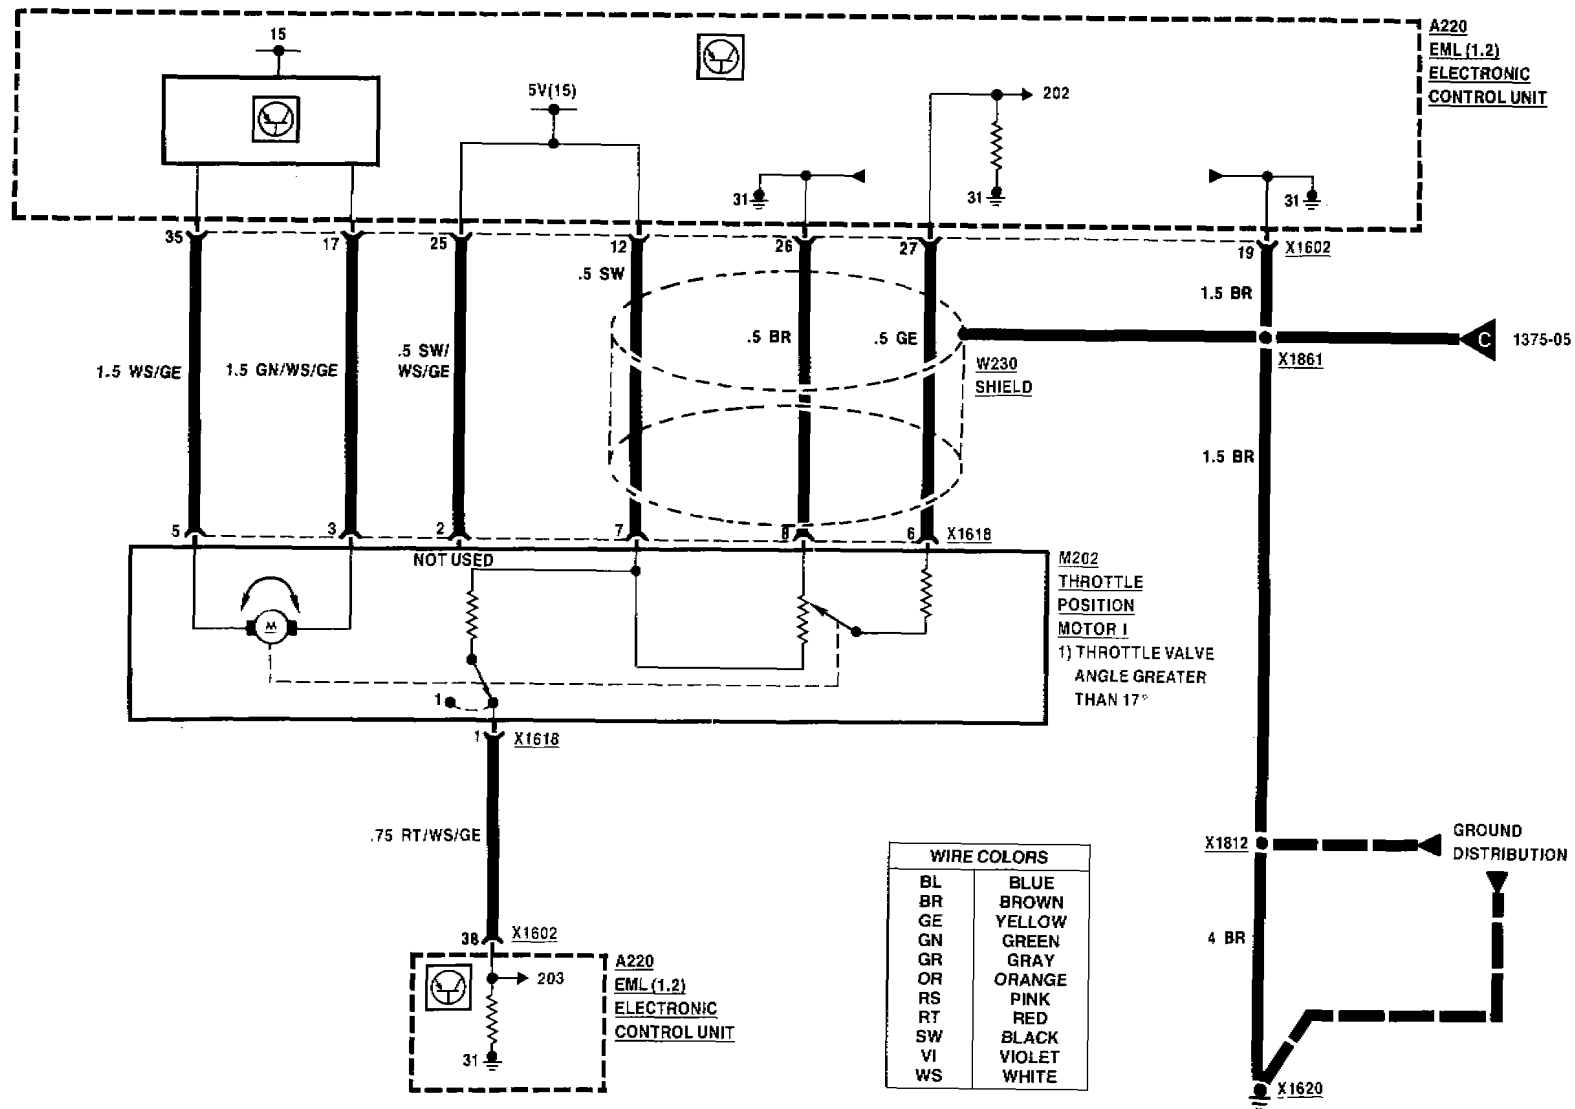 15
A220
EML (1.2)
ELECTRONIC
CONTROL UNIT
5V(15)
202
31
31
31
35
17
25
12
26
27
19
X1602
.5 SW
1.5 BR
1.5 WS/GE
1.5 GN/WS/GE
.5 SW/
WS/GE
.5 BR
.5 GE
W230
SHIELD
C
1375-05
X1861
1.5 BR
5
3
2
7
8
6
X1618
NOT USED
M
M202
THROTTLE
POSITION
MOTOR I
1) THROTTLE VALVE
ANGLE GREATER
THAN 17°
1
1
X1618
.75 RT/WS/GE
38
X1602
A220
EML (1.2)
ELECTRONIC
CONTROL UNIT
203
31
WIRE COLORS
BL BLUE
BR BROWN
GE YELLOW
GN GREEN
GR GRAY
OR ORANGE
RS PINK
RT RED
SW BLACK
VI VIOLET
WS WHITE
X1812
GROUND
DISTRIBUTION
4 BR
X1620